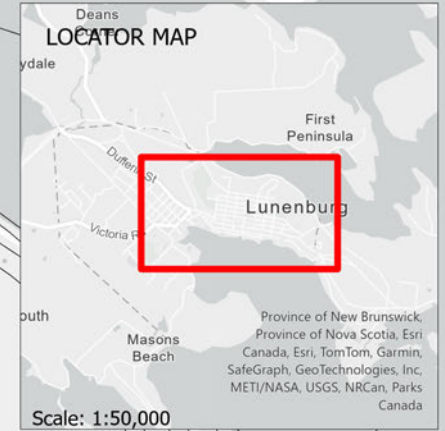 Deans
LOCATOR MAP
ydale
First
Peninsula
Dufferin St
Lunenburg
Victoria R
outh
Masons
Beach
Province of New Brunswick,
Province of Nova Scotia, Esri
Canada, Esri, TomTom, Garmin,
SafeGraph, GeoTechnologies, Inc,
METI/NASA, USGS, NRCan, Parks
Canada
Scale: 1:50,000